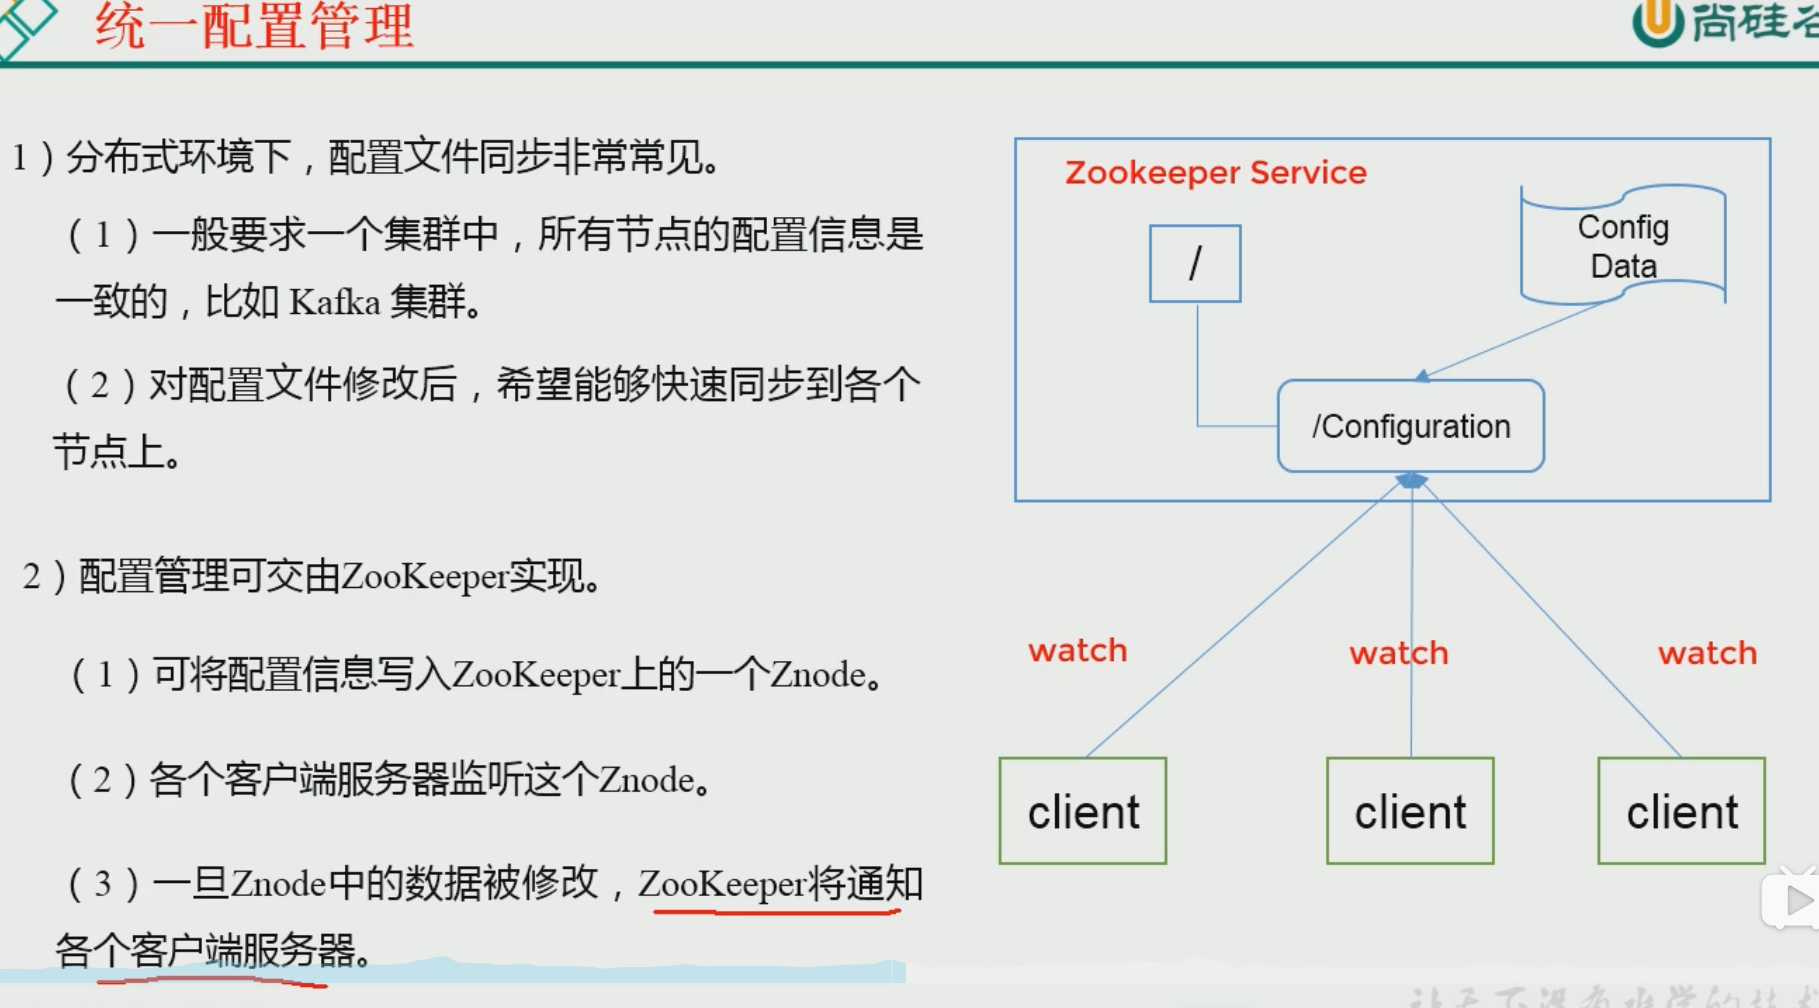 统一配置管理
尚硅谷
1）分布式环境下，配置文件同步非常常见。
（1）一般要求一个集群中，所有节点的配置信息是
一致的，比如 Kafka 集群。
（2）对配置文件修改后，希望能够快速同步到各个
节点上。
2）配置管理可交由ZooKeeper实现。
（1）可将配置信息写入ZooKeeper上的一个Znode。
（2）各个客户端服务器监听这个Znode。
（3）一旦Znode中的数据被修改，ZooKeeper将通知
各个客户端服务器。
Zookeeper Service
/
Config
Data
/Configuration
watch
watch
watch
client
client
client